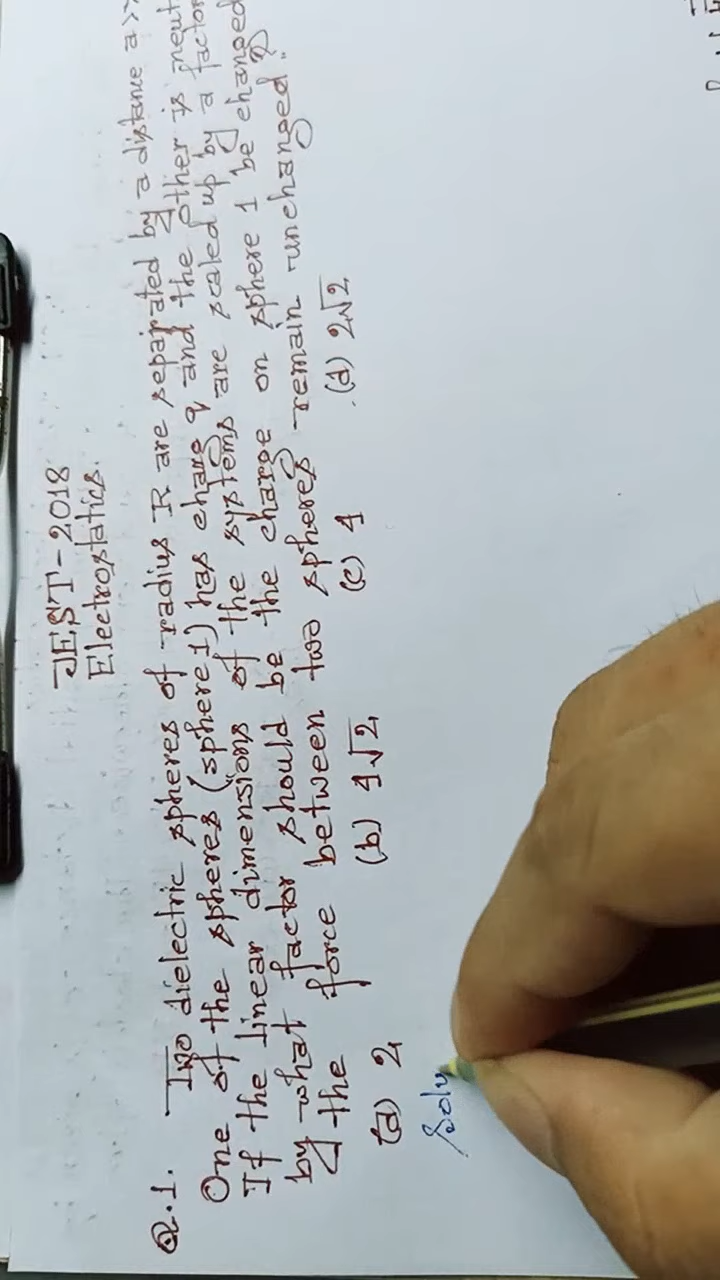 JEST-2018
Electrostatics.
Q.1. Two dielectric spheres of radius R are separated by a distance a >>
One of the spheres (sphere 1) has charg q and the other is neut
If the linear dimensions of the systems are scaled up by a factor
by what factor should be the charge on sphere 1 be changed
the force between two spheres remain unchanged?
(a) 2 (b) 4√2 (c) 4 (d) 2√2
Solu